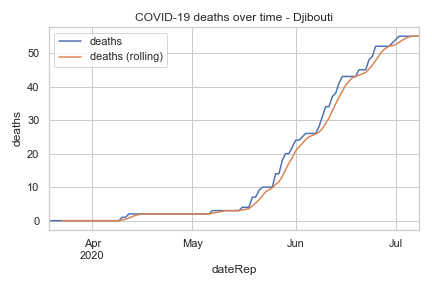 COVID-19 deaths over time - Djibouti
deaths
deaths (rolling)
deaths
50
40
30
20
10
0
Apr
2020
May
Jun
Jul
dateRep